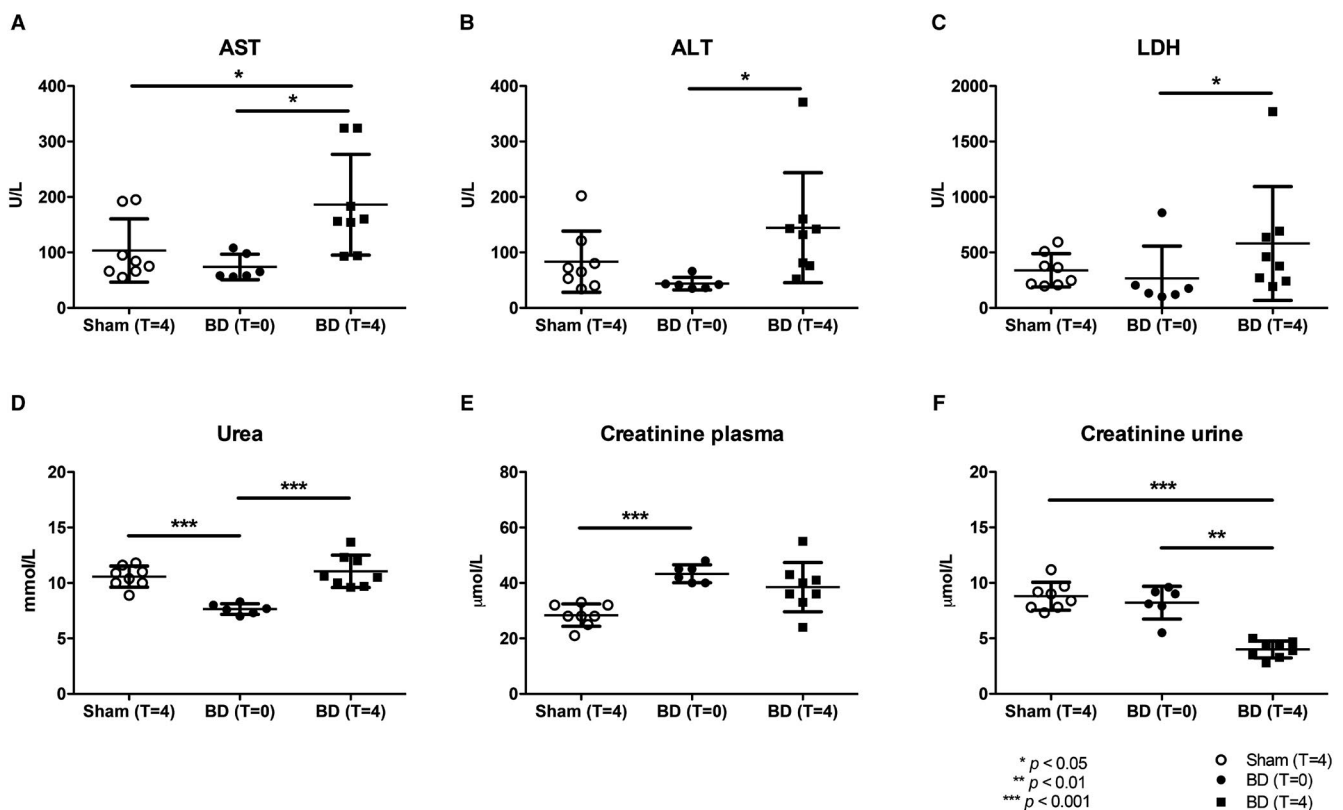 A
AST
400
300
200
100
0
U/L
*
*
Sham (T=4) BD (T=0) BD (T=4)
B
ALT
400
300
200
100
0
U/L
*
Sham (T=4) BD (T=0) BD (T=4)
C
LDH
2000
1500
1000
500
0
U/L
*
Sham (T=4) BD (T=0) BD (T=4)
D
Urea
20
15
10
5
0
mmol/L
***
***
Sham (T=4) BD (T=0) BD (T=4)
E
Creatinine plasma
80
60
40
20
0
μmol/L
***
Sham (T=4) BD (T=0) BD (T=4)
F
Creatinine urine
20
15
10
5
0
μmol/L
***
**
Sham (T=4) BD (T=0) BD (T=4)
* p < 0.05
** p < 0.01
*** p < 0.001
Sham (T=4)
BD (T=0)
BD (T=4)